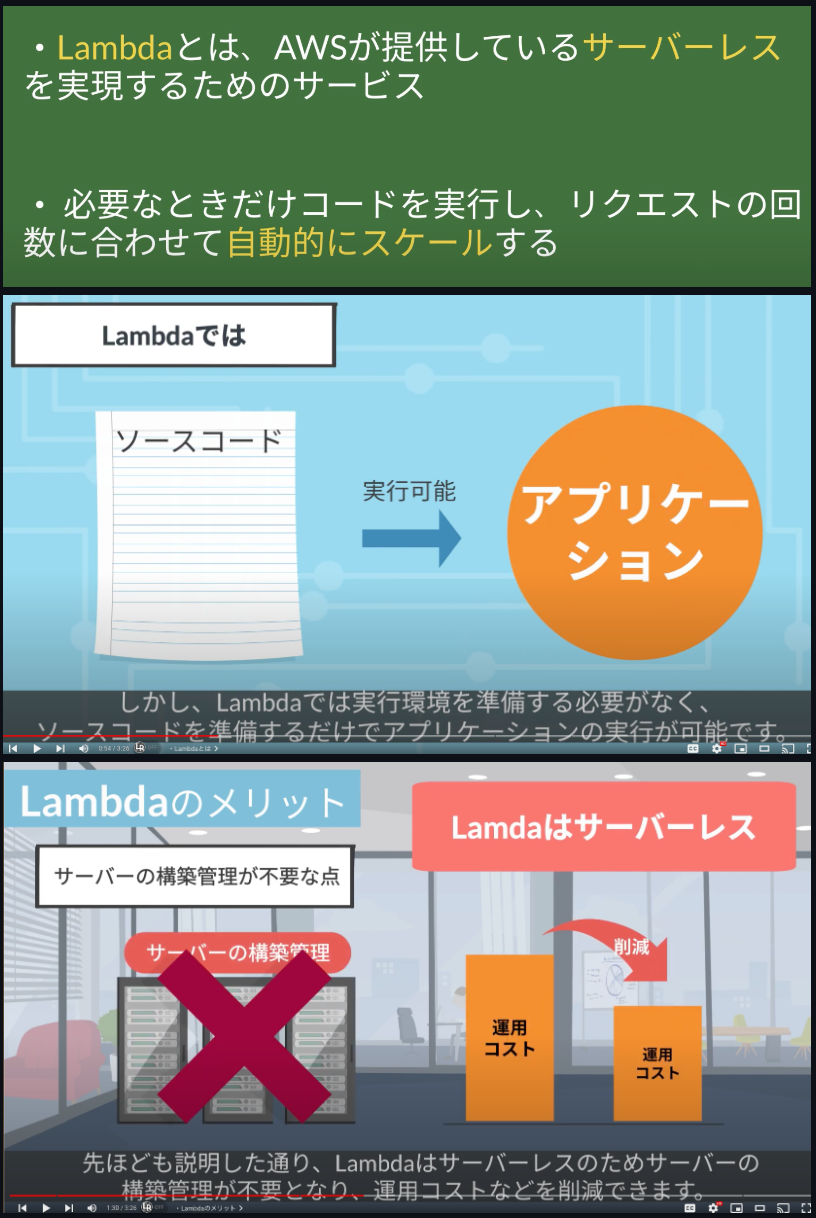 ・Lambdaとは、AWSが提供しているサーバーレス
を実現するためのサービス
・ 必要なときだけコードを実行し、リクエストの回
数に合わせて自動的にスケールする
Lambdaでは
ソースコード
実行可能
アプリケー
ション
しかし、Lambdaでは実行環境を準備する必要がなく、
ソースコードを準備するだけでアプリケーションの実行が可能です。
0:54 / 3:26
・Lambdaとは
Lambdaのメリット
Lamdaはサーバーレス
サーバーの構築管理が不要な点
サーバーの構築管理
削減
運用
コスト
運用
コスト
先ほども説明した通り、Lambdaはサーバーレスのためサーバーの
構築管理が不要となり、運用コストなどを削減できます。
1:30 / 3:26
・Lambdaのメリット